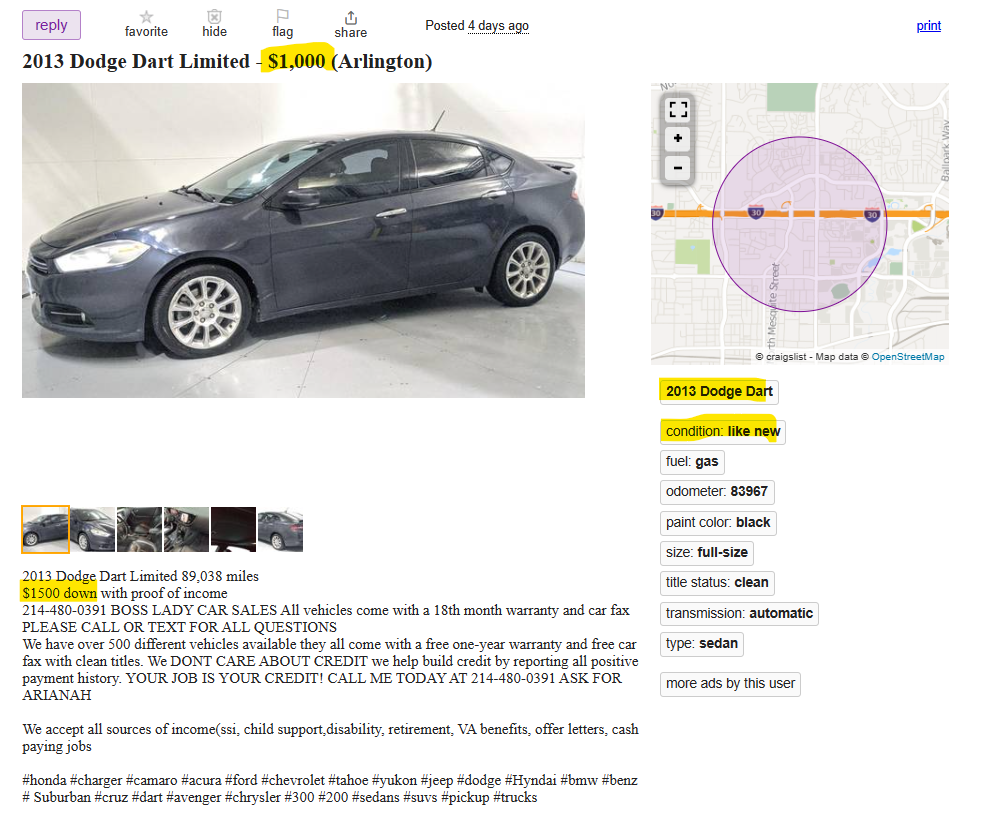 reply
favorite
hide
flag
share
Posted 4 days ago
print
2013 Dodge Dart Limited - $1,000 (Arlington)
+
−
30
30
30
Ballpark Way
th Mesquite Street
© craigslist - Map data © OpenStreetMap
2013 Dodge Dart
condition: like new
fuel: gas
odometer: 83967
paint color: black
size: full-size
title status: clean
transmission: automatic
type: sedan
more ads by this user
2013 Dodge Dart Limited 89,038 miles
$1500 down with proof of income
214-480-0391 BOSS LADY CAR SALES All vehicles come with a 18th month warranty and car fax
PLEASE CALL OR TEXT FOR ALL QUESTIONS
We have over 500 different vehicles available they all come with a free one-year warranty and free car
fax with clean titles. We DONT CARE ABOUT CREDIT we help build credit by reporting all positive
payment history. YOUR JOB IS YOUR CREDIT! CALL ME TODAY AT 214-480-0391 ASK FOR
ARIANAH
We accept all sources of income(ssi, child support,disability, retirement, VA benefits, offer letters, cash
paying jobs
#honda #charger #camaro #acura #ford #chevrolet #tahoe #yukon #jeep #dodge #Hyndai #bmw #benz
# Suburban #cruz #dart #avenger #chrysler #300 #200 #sedans #suvs #pickup #trucks